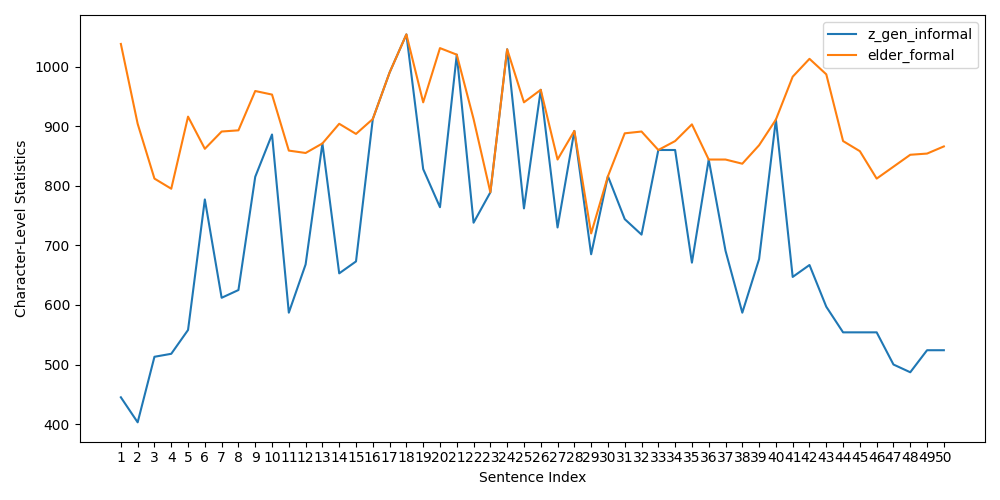 z_gen_informal
elder_formal
Character-Level Statistics
1000
900
800
700
600
500
400
1 2 3 4 5 6 7 8 9 10 11 12 13 14 15 16 17 18 19 20 21 22 23 24 25 26 27 28 29 30 31 32 33 34 35 36 37 38 39 40 41 42 43 44 45 46 47 48 49 50
Sentence Index